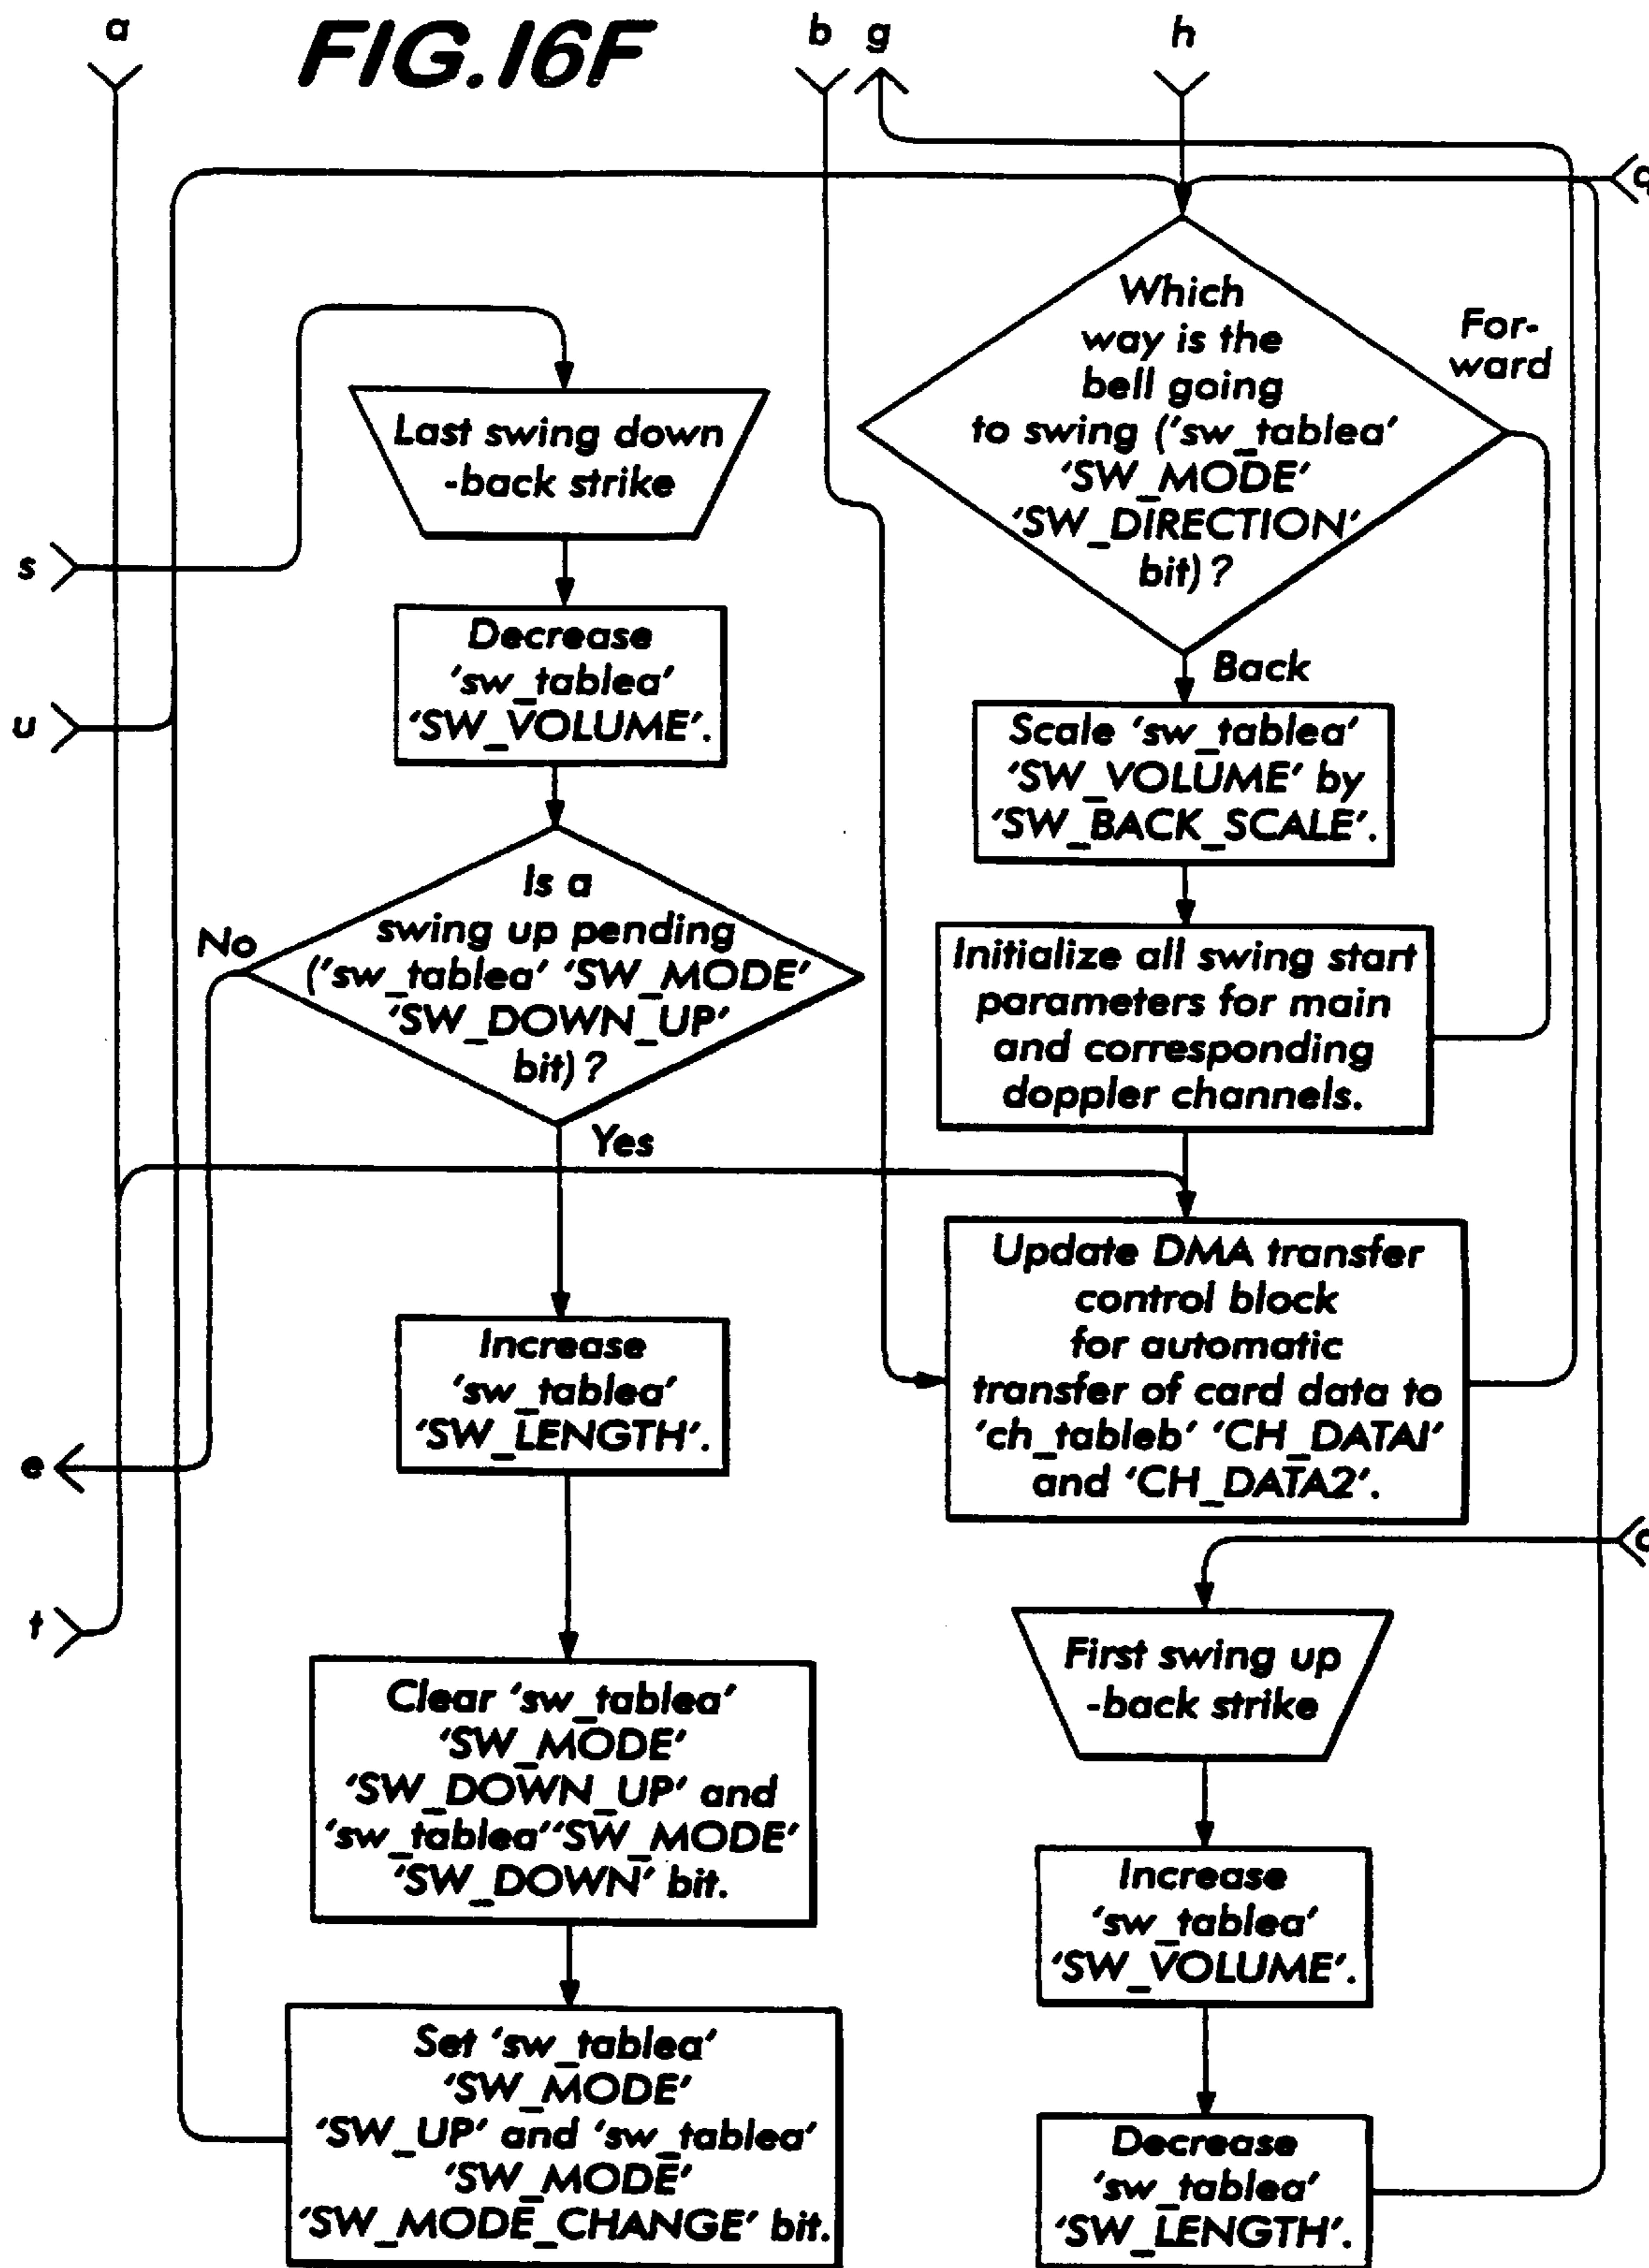 a
FIG.16F
b
g
h
q
Which
way is the
bell going
to swing ('sw_tablea'
'SW_MODE'
'SW_DIRECTION'
bit)?
For-
ward
Back
Last swing down
-back strike
s
Decrease
'sw_tablea'
'SW_VOLUME'.
u
Scale 'sw_tablea'
'SW_VOLUME' by
'SW_BACK_SCALE'.
Is a
swing up pending
('sw_tablea' 'SW_MODE'
'SW_DOWN_UP'
bit)?
No
Yes
Initialize all swing start
parameters for main
and corresponding
doppler channels.
Update DMA transfer
control block
for automatic
transfer of card data to
'ch_tableb' 'CH_DATA1'
and 'CH_DATA2'.
Increase
'sw_tablea'
'SW_LENGTH'.
e
t
First swing up
-back strike
Clear 'sw_tablea'
'SW_MODE'
'SW_DOWN_UP' and
'sw_tablea''SW_MODE'
'SW_DOWN' bit.
Increase
'sw_tablea'
'SW_VOLUME'.
Set 'sw_tablea'
'SW_MODE'
'SW_UP' and 'sw_tablea'
'SW_MODE'
'SW_MODE_CHANGE' bit.
Decrease
'sw_tablea'
'SW_LENGTH'.